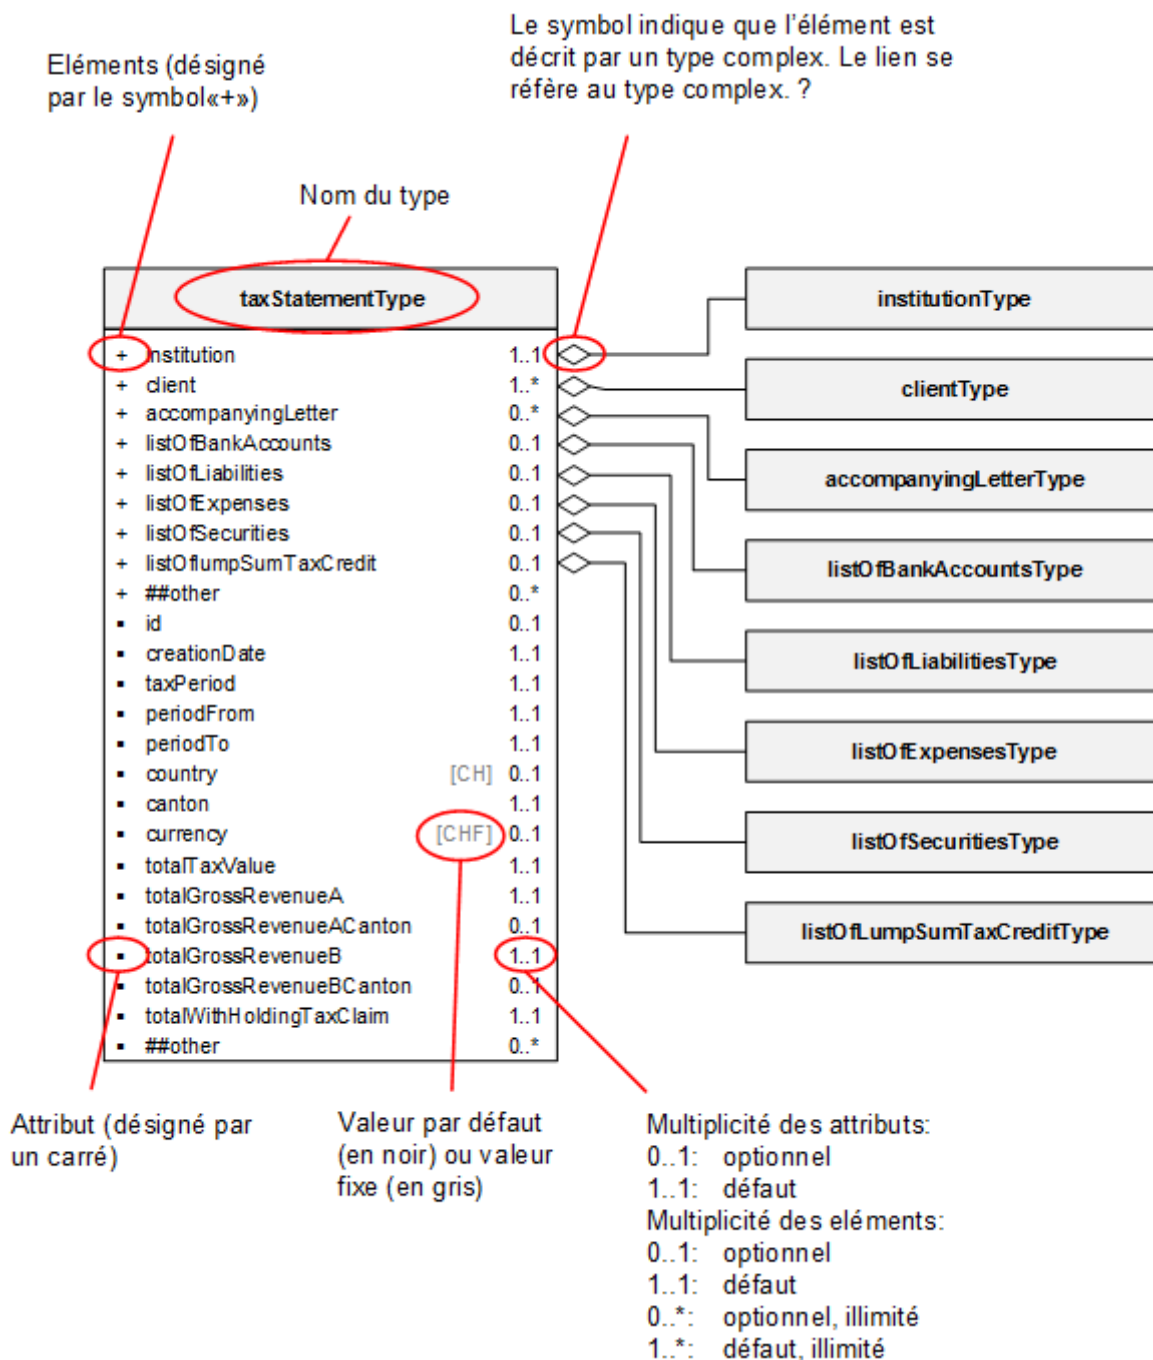 Le symbol indique que l'élément est
décrit par un type complex. Le lien se
réfère au type complex. ?
Eléments (désigné
par le symbol«+»)
Nom du type
taxStatementType
+ institution 1..1
+ client 1..*
+ accompanyingLetter 0..*
+ listOfBankAccounts 0..1
+ listOfLiabilities 0..1
+ listOfExpenses 0..1
+ listOfSecurities 0..1
+ listOflumpSumTaxCredit 0..1
+ ##other 0..*
▪ id 0..1
▪ creationDate 1..1
▪ taxPeriod 1..1
▪ periodFrom 1..1
▪ periodTo 1..1
▪ country [CH] 0..1
▪ canton 1..1
▪ currency [CHF] 0..1
▪ totalTaxValue 1..1
▪ totalGrossRevenueA 1..1
▪ totalGrossRevenueACanton 0..1
▪ totalGrossRevenueB 1..1
▪ totalGrossRevenueBCanton 0..1
▪ totalWithHoldingTaxClaim 1..1
▪ ##other 0..*
institutionType
clientType
accompanyingLetterType
listOfBankAccountsType
listOfLiabilitiesType
listOfExpensesType
listOfSecuritiesType
listOfLumpSumTaxCreditType
Attribut (désigné par
un carré)
Valeur par défaut
(en noir) ou valeur
fixe (en gris)
Multiplicité des attributs:
0..1: optionnel
1..1: défaut
Multiplicité des eléments:
0..1: optionnel
1..1: défaut
0..*: optionnel, illimité
1..*: défaut, illimité